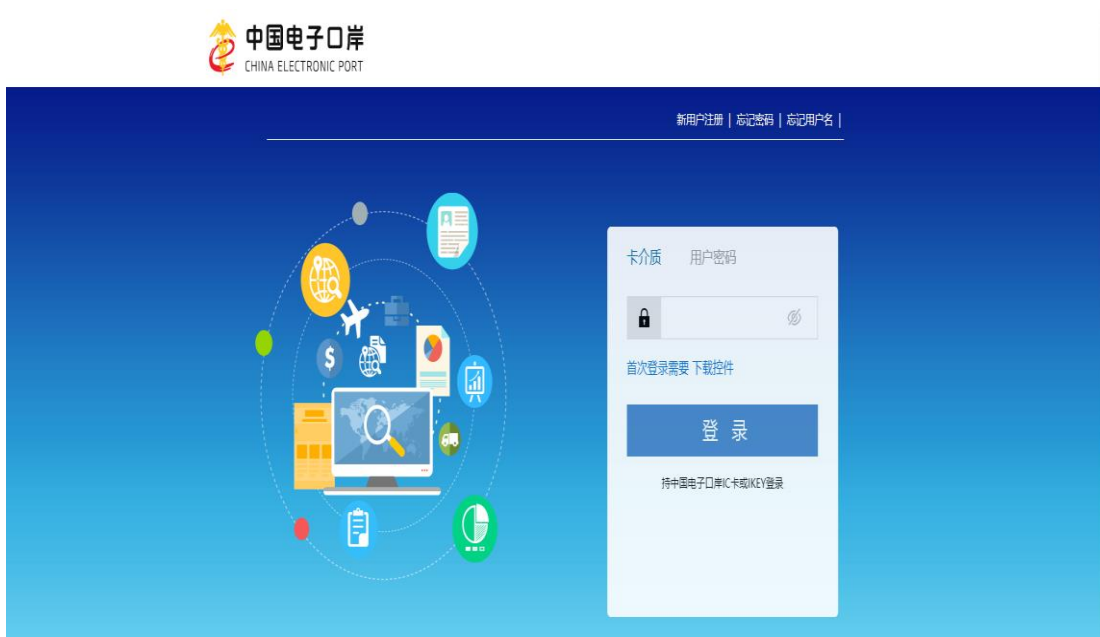 中国电子口岸
CHINA ELECTRONIC PORT
新用户注册 | 忘记密码 | 忘记用户名 |
卡介质 用户密码
首次登录需要 下载控件
登 录
持中国电子口岸IC卡或IKEY登录